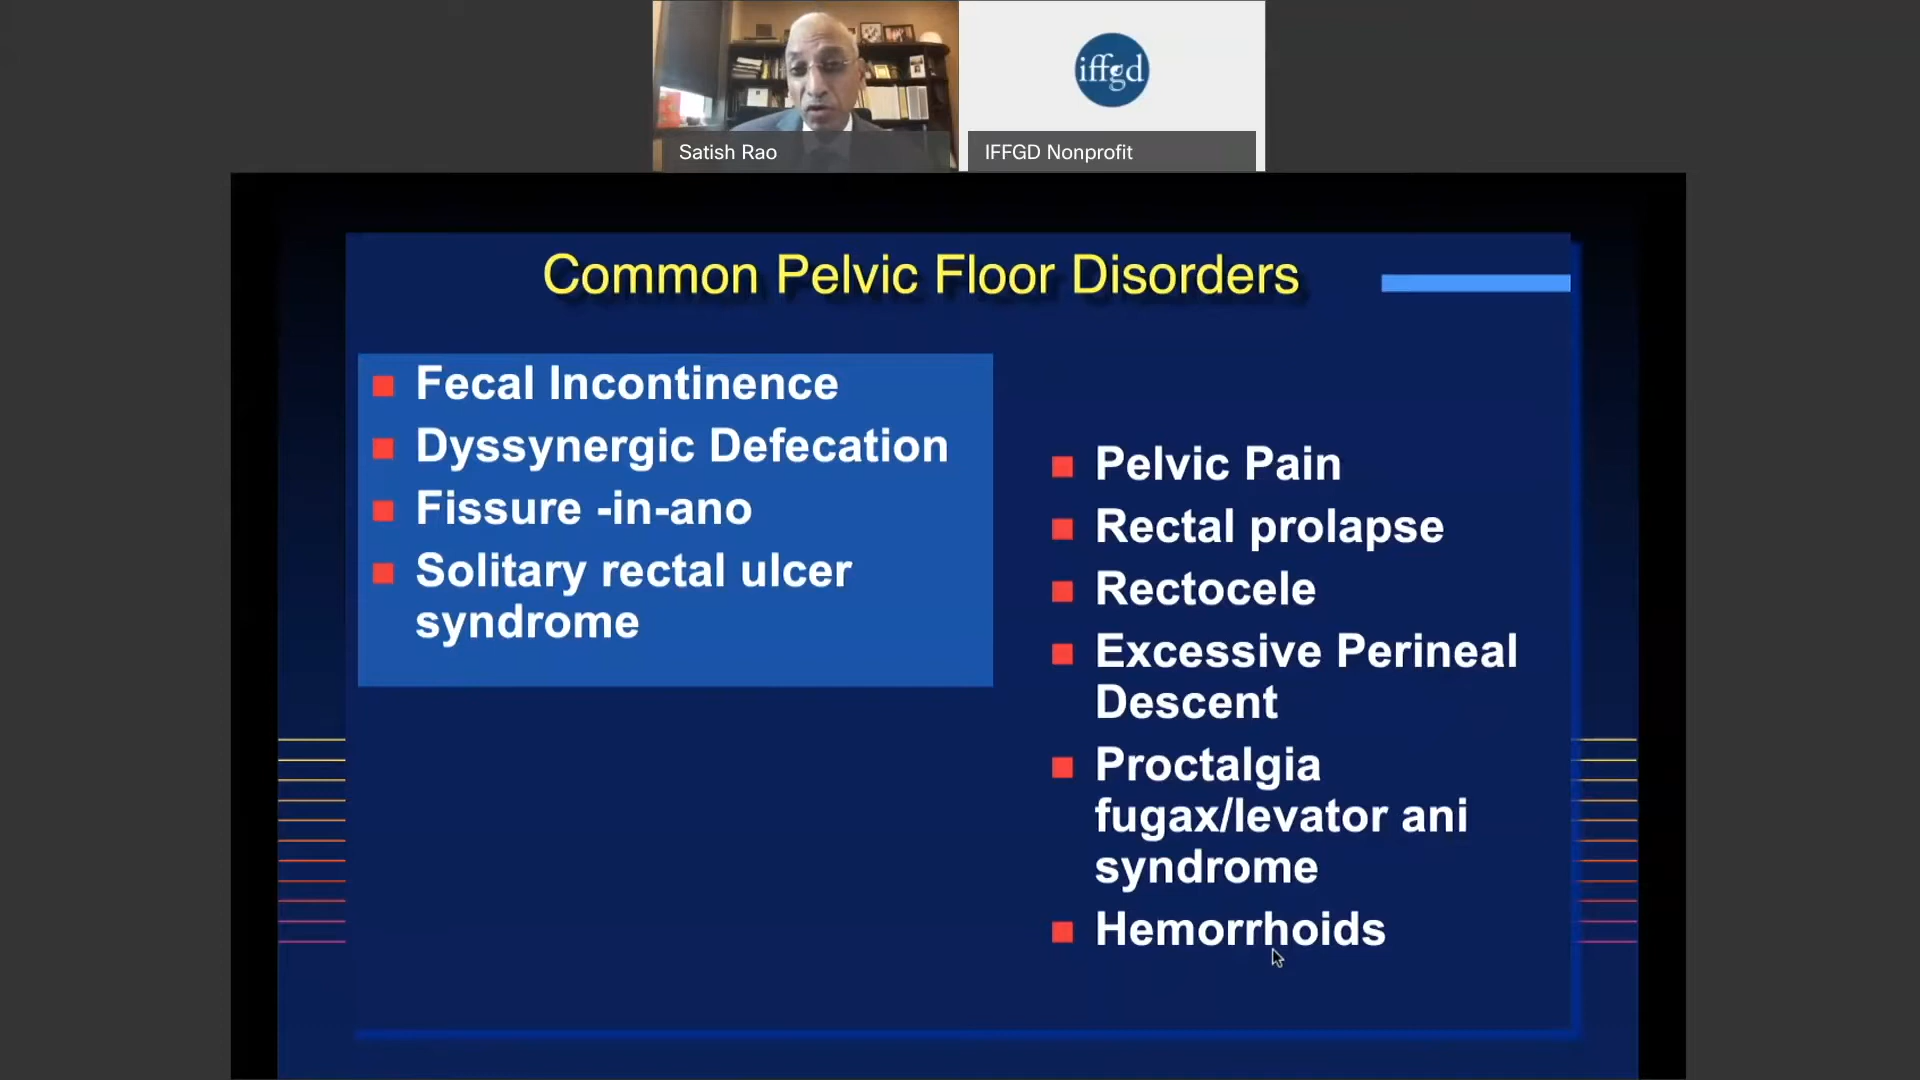 iffgd
Satish Rao
IFFGD Nonprofit
Common Pelvic Floor Disorders
Fecal Incontinence
Dyssynergic Defecation
Fissure -in-ano
Solitary rectal ulcer
syndrome
Pelvic Pain
Rectal prolapse
Rectocele
Excessive Perineal
Descent
Proctalgia
fugax/levator ani
syndrome
Hemorrhoids